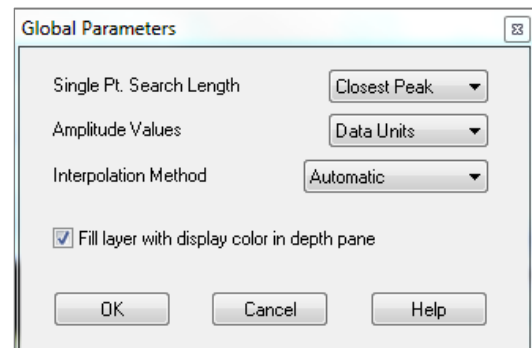 Global Parameters
Single Pt. Search Length Closest Peak
Amplitude Values Data Units
Interpolation Method Automatic
Fill layer with display color in depth pane
OK Cancel Help